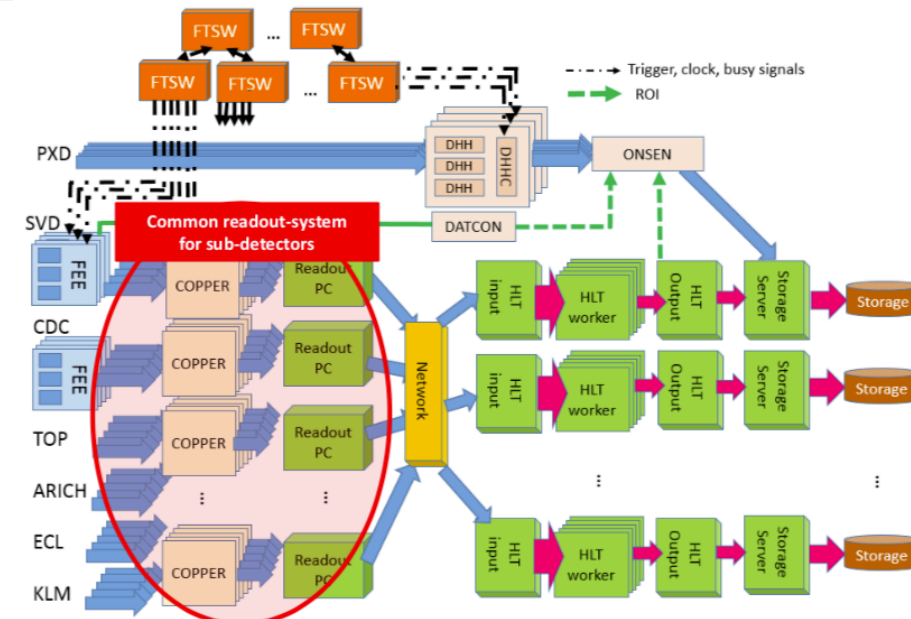 FTSW
...
FTSW
FTSW
FTSW
...
FTSW
Trigger, clock, busy signals
ROI
PXD
DHH
DHH
DHH
DHHC
ONSEN
SVD
Common readout-system
for sub-detectors
DATCON
FEE
COPPER
Readout
PC
HLT
input
HLT
worker
HLT
Output
Storage
Server
Storage
CDC
FEE
COPPER
Readout
PC
Network
HLT
input
HLT
worker
HLT
Output
Storage
Server
Storage
TOP
COPPER
Readout
PC
ARICH
...
...
...
...
ECL
KLM
COPPER
Readout
PC
HLT
input
HLT
worker
HLT
Output
Storage
Server
Storage